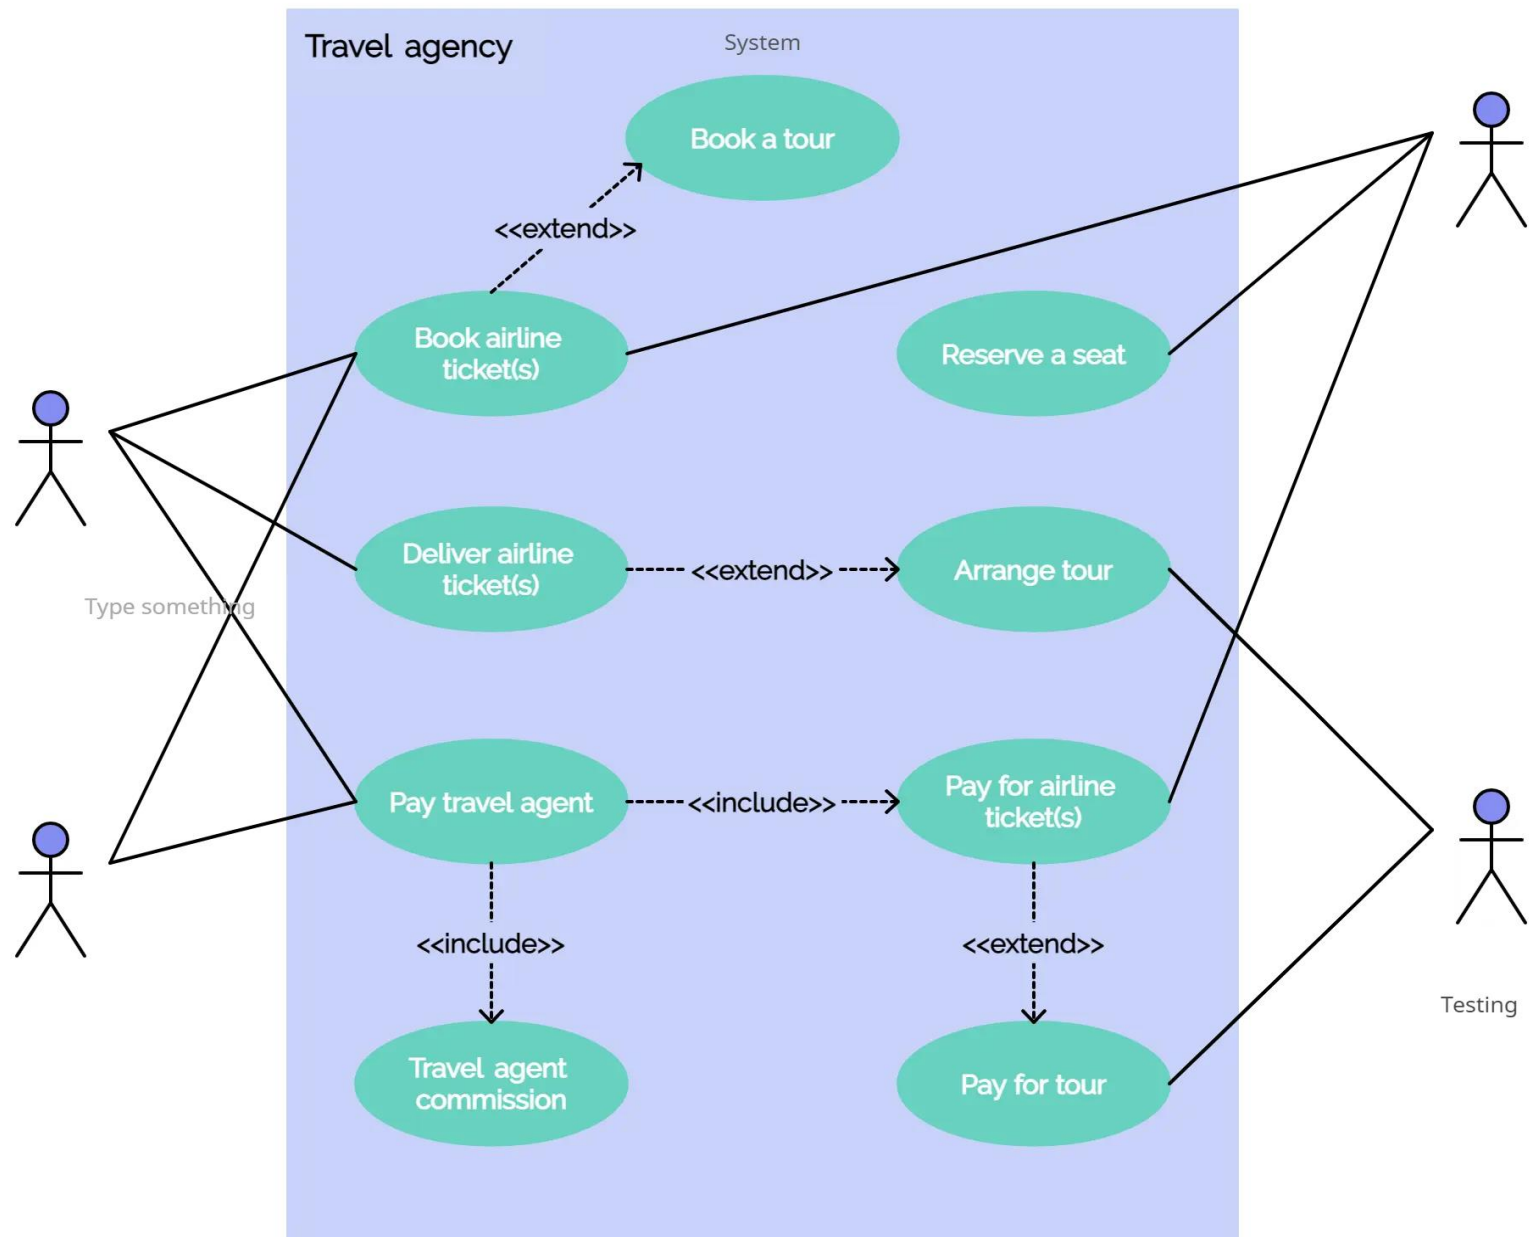 Travel agency
System
Book a tour
<<extend>>
Book airline
ticket(s)
Reserve a seat
Deliver airline
ticket(s)
<<extend>>
Arrange tour
Type something
Pay travel agent
<<include>>
Pay for airline
ticket(s)
<<include>>
<<extend>>
Testing
Travel agent
commission
Pay for tour